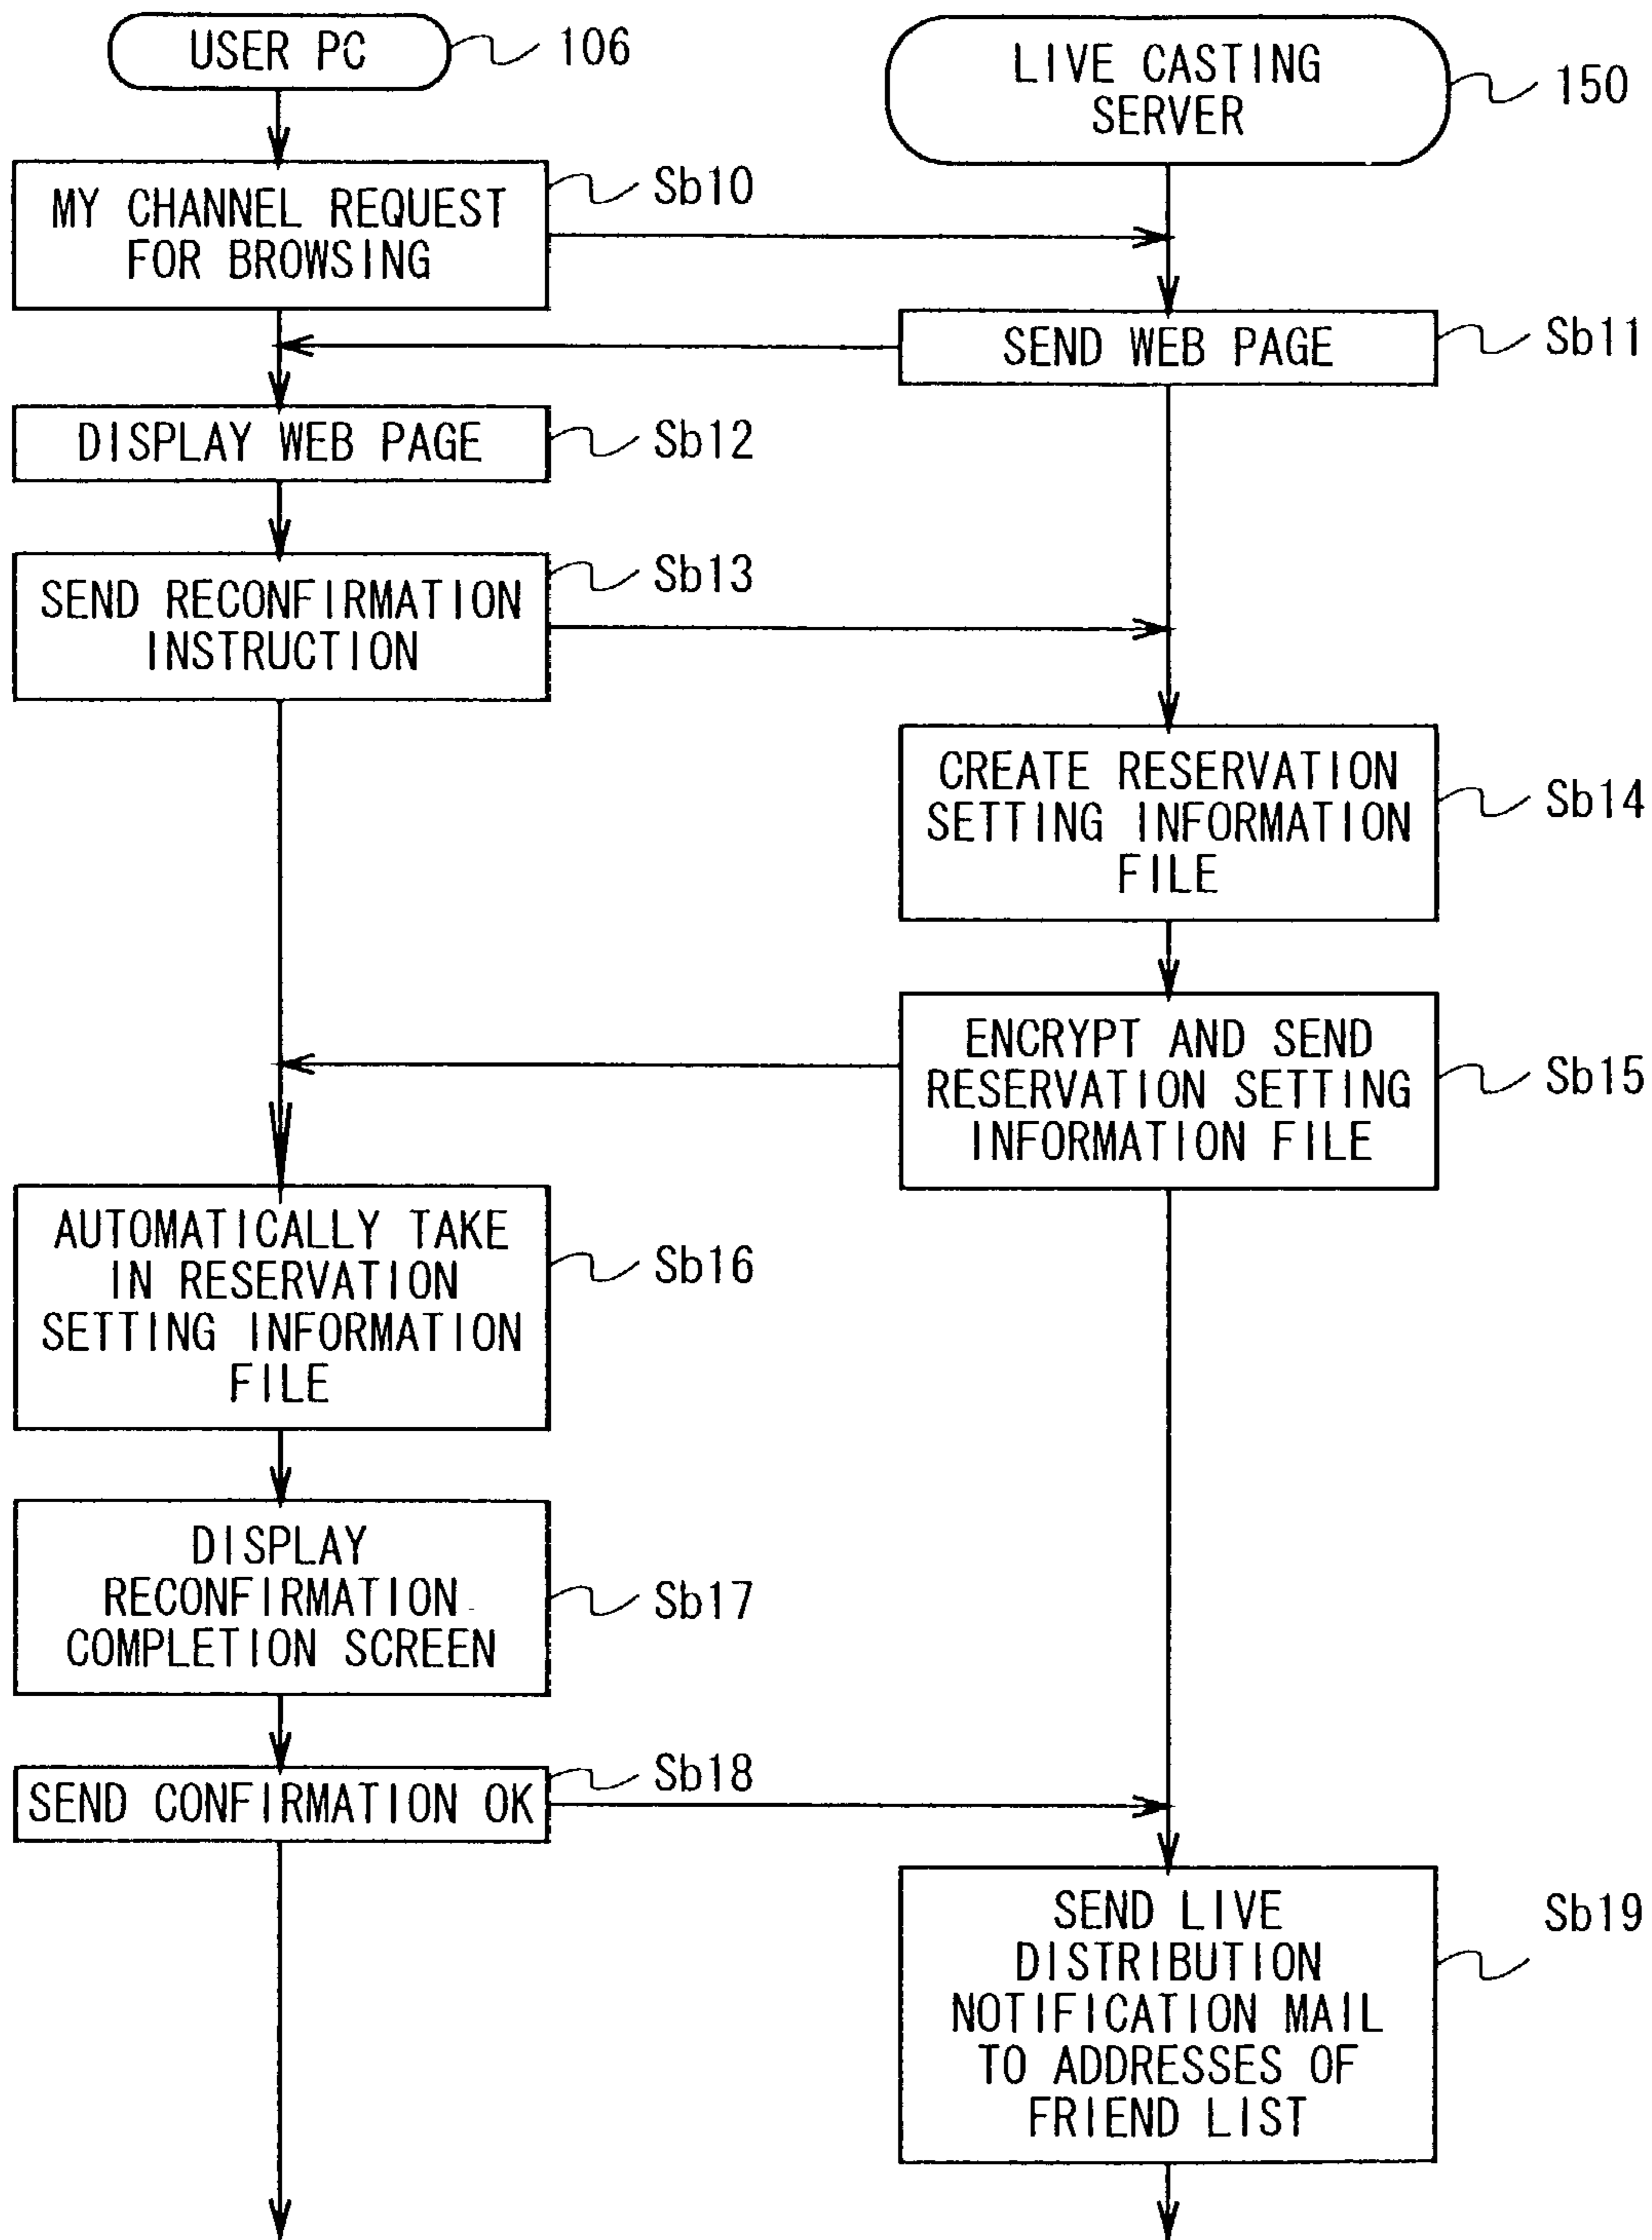 USER PC
106
LIVE CASTING
SERVER
150
MY CHANNEL REQUEST
FOR BROWSING
Sb10
SEND WEB PAGE
Sb11
DISPLAY WEB PAGE
Sb12
SEND RECONFIRMATION
INSTRUCTION
Sb13
CREATE RESERVATION
SETTING INFORMATION
FILE
Sb14
ENCRYPT AND SEND
RESERVATION SETTING
INFORMATION FILE
Sb15
AUTOMATICALLY TAKE
IN RESERVATION
SETTING INFORMATION
FILE
Sb16
DISPLAY
RECONFIRMATION
COMPLETION SCREEN
Sb17
SEND CONFIRMATION OK
Sb18
SEND LIVE
DISTRIBUTION
NOTIFICATION MAIL
TO ADDRESSES OF
FRIEND LIST
Sb19